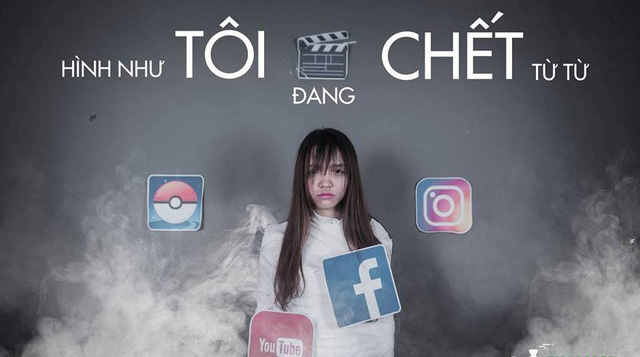 HÌNH NHƯ TÔI ĐANG CHẾT TỪ TỪ
f
YouTube